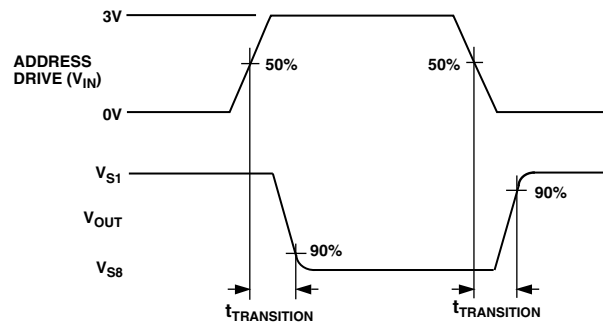 3V
ADDRESS
DRIVE (VIN)
50%
50%
0V
VS1
VOUT
90%
90%
VS8
tTRANSITION
tTRANSITION